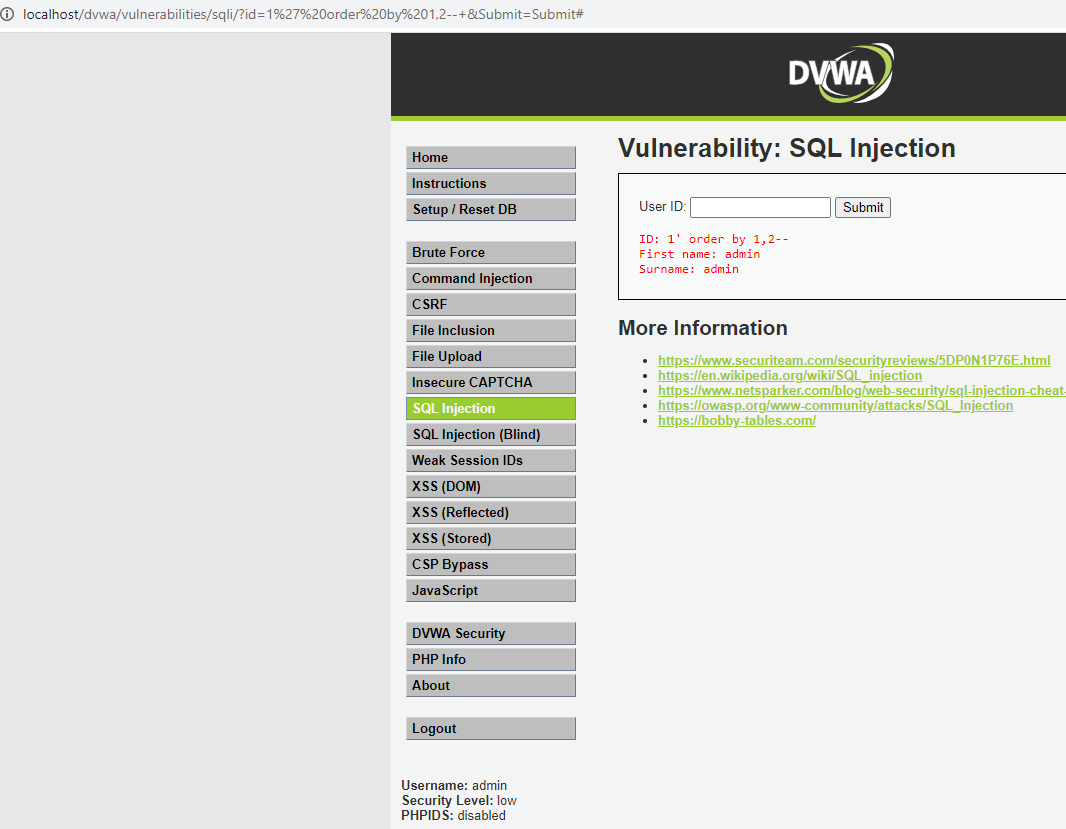 localhost/dvwa/vulnerabilities/sqli/?id=1%27%20order%20by%201,2--+&Submit=Submit#
DVWA
Home
Instructions
Setup / Reset DB
Brute Force
Command Injection
CSRF
File Inclusion
File Upload
Insecure CAPTCHA
SQL Injection
SQL Injection (Blind)
Weak Session IDs
XSS (DOM)
XSS (Reflected)
XSS (Stored)
CSP Bypass
JavaScript
DVWA Security
PHP Info
About
Logout
Vulnerability: SQL Injection
User ID: Submit
ID: 1' order by 1,2--
First name: admin
Surname: admin
More Information
https://www.securiteam.com/securityreviews/5DP0N1P76E.html
https://en.wikipedia.org/wiki/SQL_injection
https://www.netsparker.com/blog/web-security/sql-injection-cheat-
https://owasp.org/www-community/attacks/SQL_Injection
https://bobby-tables.com/
Username: admin
Security Level: low
PHPIDS: disabled